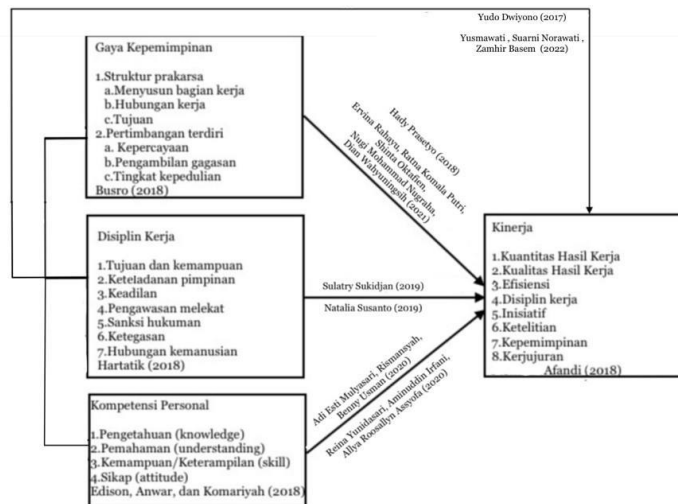 Yudo Dwiyono (2017)
Yusmawati , Suarni Norawati ,
Zamhir Basem (2022)
Gaya Kepemimpinan
1.Struktur prakarsa
a.Menyusun bagian kerja
b.Hubungan kerja
c.Tujuan
2.Pertimbangan terdiri
a. Kepercayaan
b.Pengambilan gagasan
c.Tingkat kepedulian
Busro (2018)
Hady Prasetyo (2018)
Ervina Rahayu, Ratna Komala Putri,
Shinta Oktafien,
Nugi Mohammad Nugraha,
Dian Wahyuningsih (2021)
Disiplin Kerja
1.Tujuan dan kemampuan
2.Keteladanan pimpinan
3.Keadilan
4.Pengawasan melekat
5.Sanksi hukuman
6.Ketegasan
7.Hubungan kemanusian
Hartatik (2018)
Sulatry Sukidjan (2019)
Natalia Susanto (2019)
Kinerja
1.Kuantitas Hasil Kerja
2.Kualitas Hasil Kerja
3.Efisiensi
4.Disiplin kerja
5.Inisiatif
6.Ketelitian
7.Kepemimpinan
8.Kerjujuran
Afandi (2018)
Kompetensi Personal
1.Pengetahuan (knowledge)
2.Pemahaman (understanding)
3.Kemampuan/Keterampilan (skill)
4.Sikap (attitude)
Edison, Anwar, dan Komariyah (2018)
Adi Esti Mulyasari, Rismansyah,
Benny Usman (2020)
Reina Yunidasari, Aminuddin Irfani,
Allya Roosallyn Assyofa (2020)